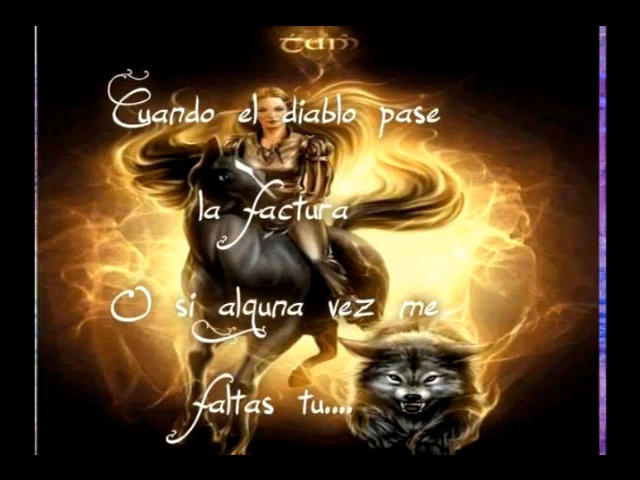 Cuando el diablo pase
la factura
O si alguna vez me
faltas tu....